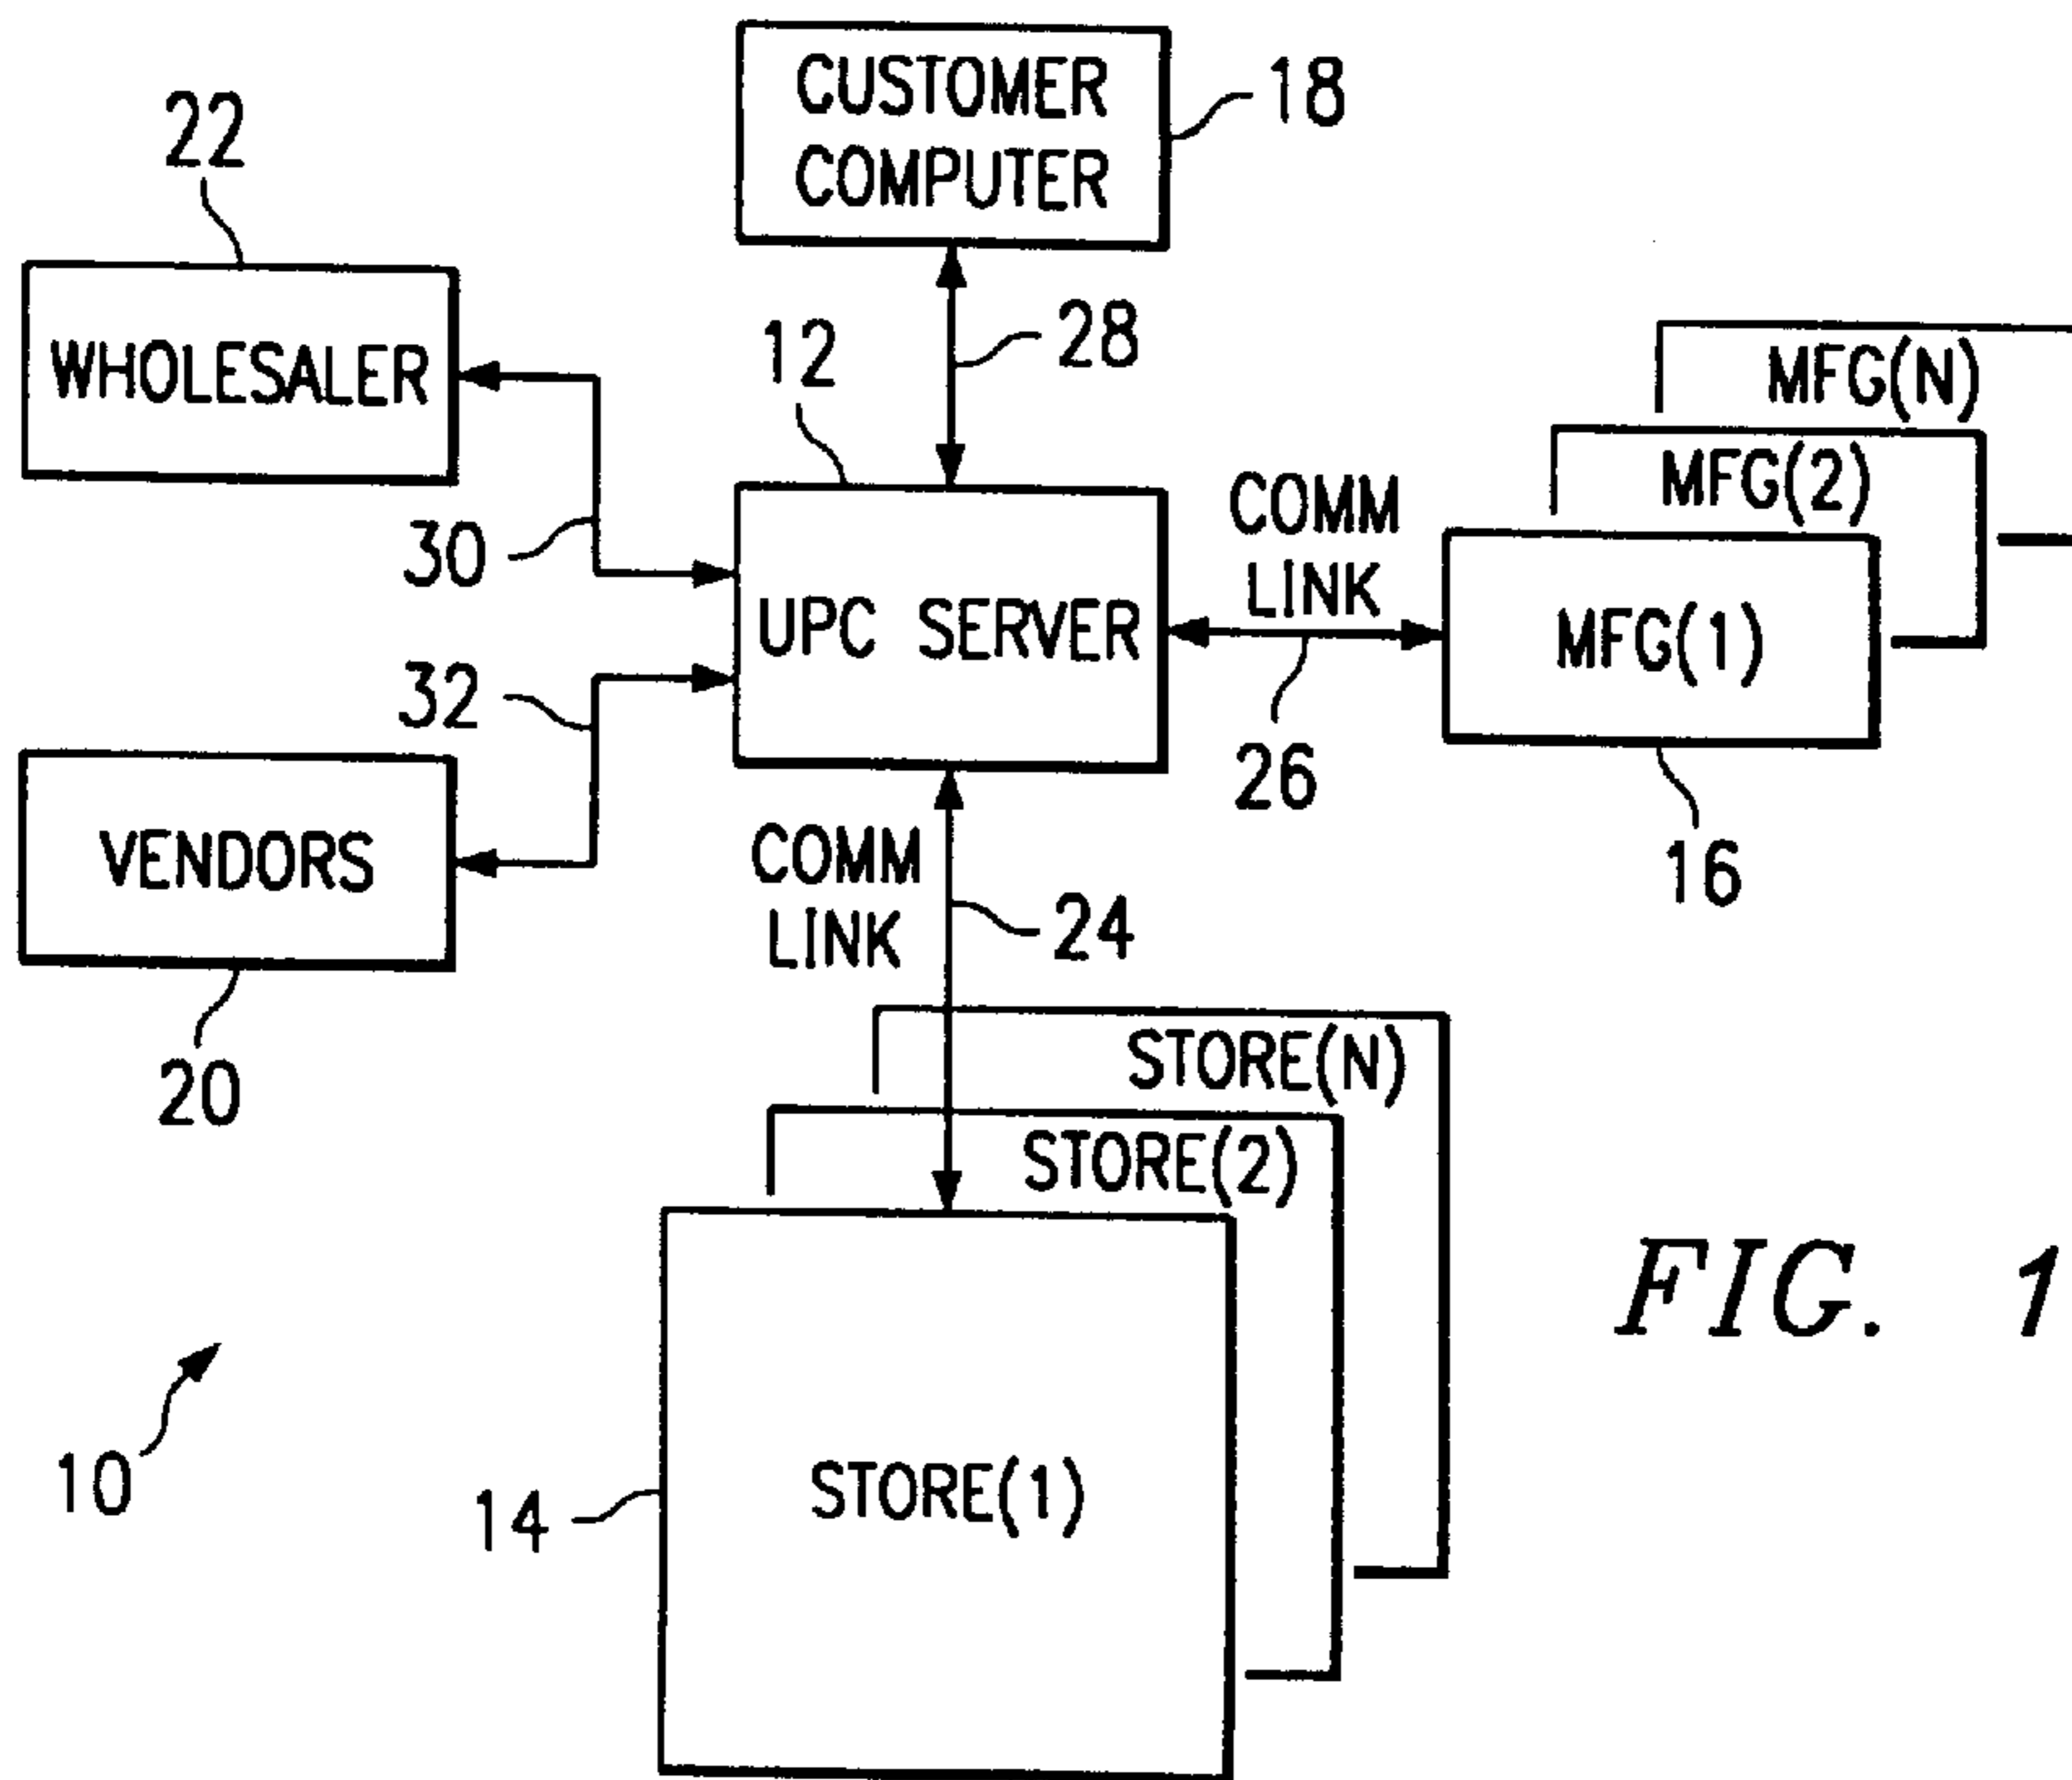 CUSTOMER
COMPUTER
18
22
WHOLESALER
12
28
MFG(N)
MFG(2)
COMM
LINK
30
UPC SERVER
MFG(1)
32
26
VENDORS
COMM
LINK
24
16
20
STORE(N)
STORE(2)
FIG. 1
10
14
STORE(1)